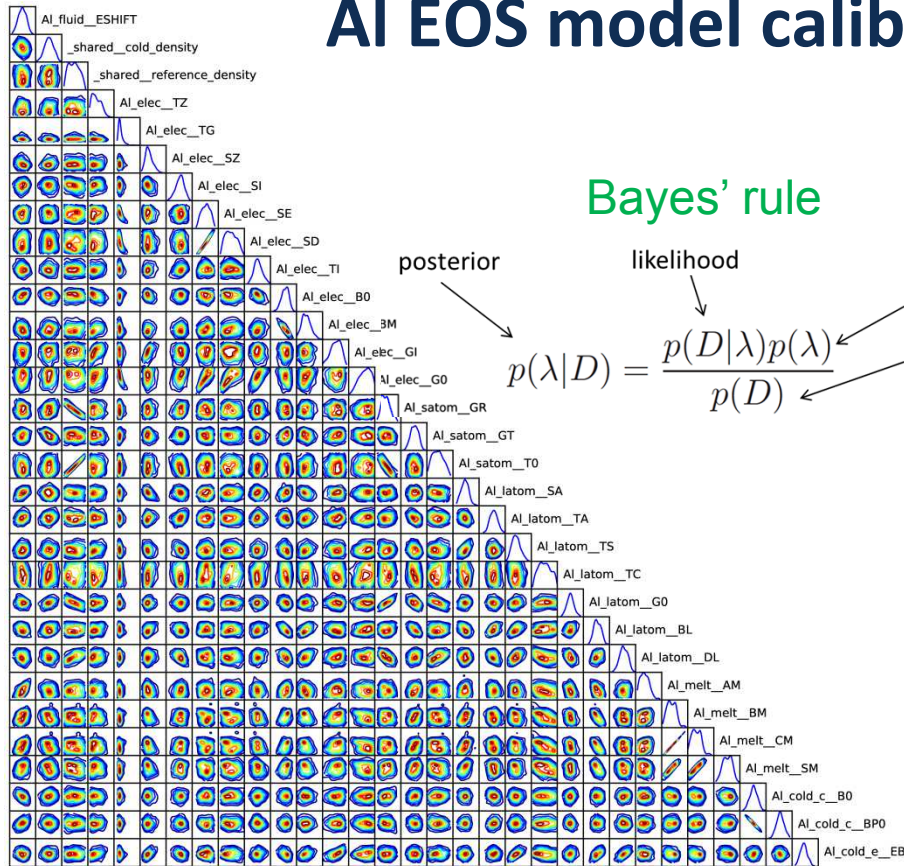 Al EOS model calib
Al_fluid__ESHIFT
_shared__cold_density
_shared__reference_density
Al_elec__TZ
Al_elec__TG
Al_elec__SZ
Al_elec__SI
Al_elec__SE
Al_elec__SD
Al_elec__TI
Al_elec__B0
Al_elec__BM
Al_elec__GI
Al_elec__G0
Al_satom__GR
Al_satom__GT
Al_satom__T0
Al_latom__SA
Al_latom__TA
Al_latom__TS
Al_latom__TC
Al_latom__G0
Al_latom__BL
Al_latom__DL
Al_melt__AM
Al_melt__BM
Al_melt__CM
Al_melt__SM
Al_cold_c__B0
Al_cold_c__BP0
Al_cold_e__EB
Bayes’ rule
posterior likelihood
p(λ|D) = p(D|λ)p(λ)
p(D)